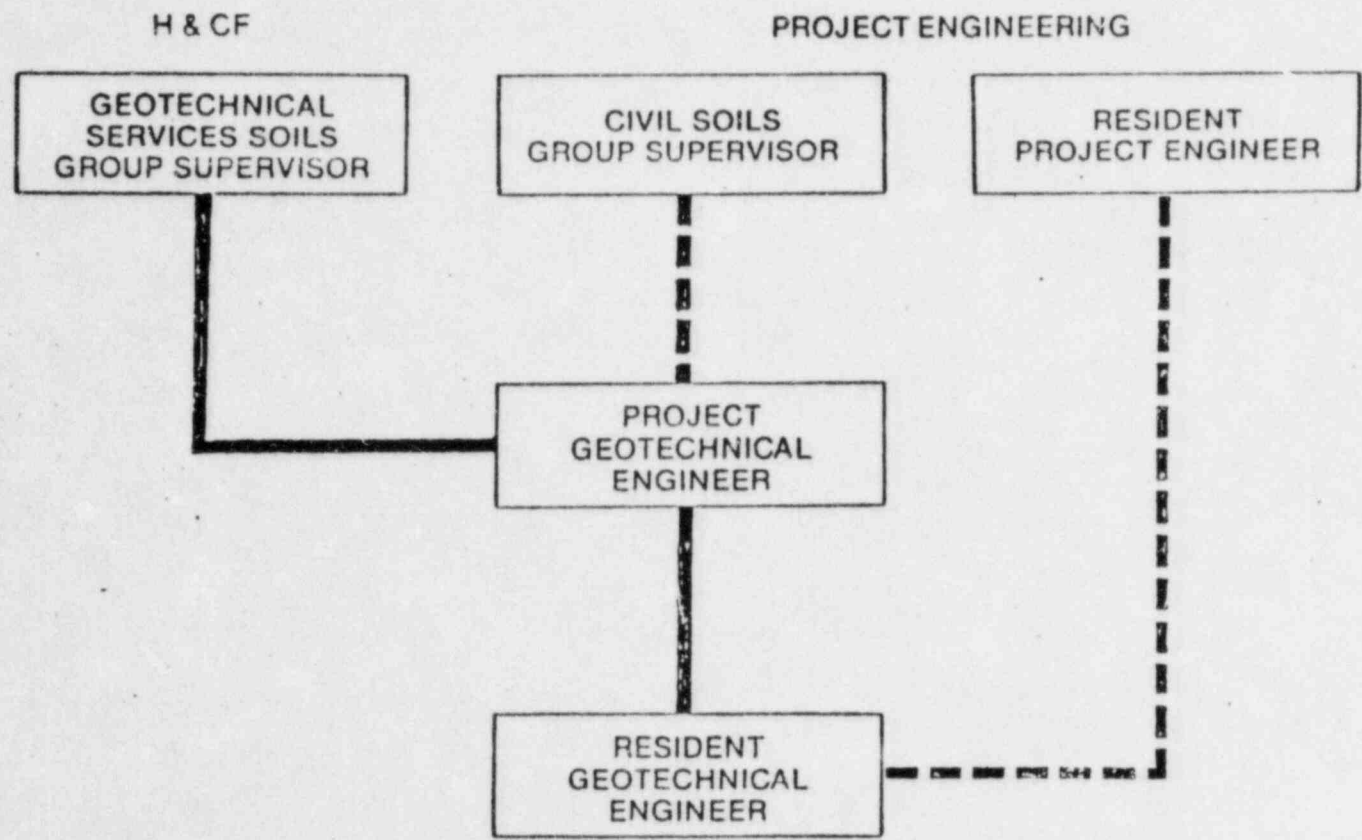 H & CF
PROJECT ENGINEERING
GEOTECHNICAL
SERVICES SOILS
GROUP SUPERVISOR
CIVIL SOILS
GROUP SUPERVISOR
RESIDENT
PROJECT ENGINEER
PROJECT
GEOTECHNICAL
ENGINEER
RESIDENT
GEOTECHNICAL
ENGINEER